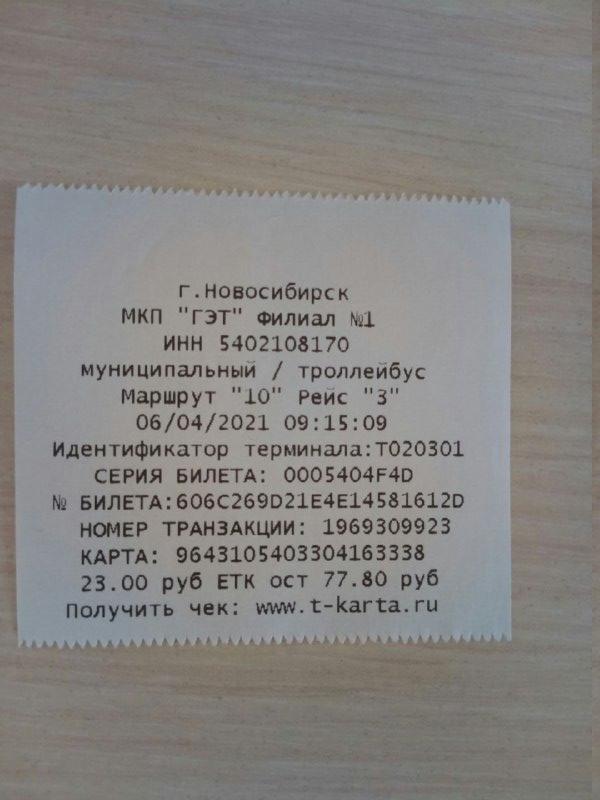 г.Новосибирск
МКП "ГЭТ" Филиал №1
ИНН 5402108170
муниципальный / троллейбус
Маршрут "10" Рейс "3"
06/04/2021 09:15:09
Идентификатор терминала:T020301
СЕРИЯ БИЛЕТА: 0005404F4D
№ БИЛЕТА:606C269D21E4E14581612D
НОМЕР ТРАНЗАКЦИИ: 1969309923
КАРТА: 9643105403304163338
23.00 руб ЕТК ост 77.80 руб
Получить чек: www.t-karta.ru